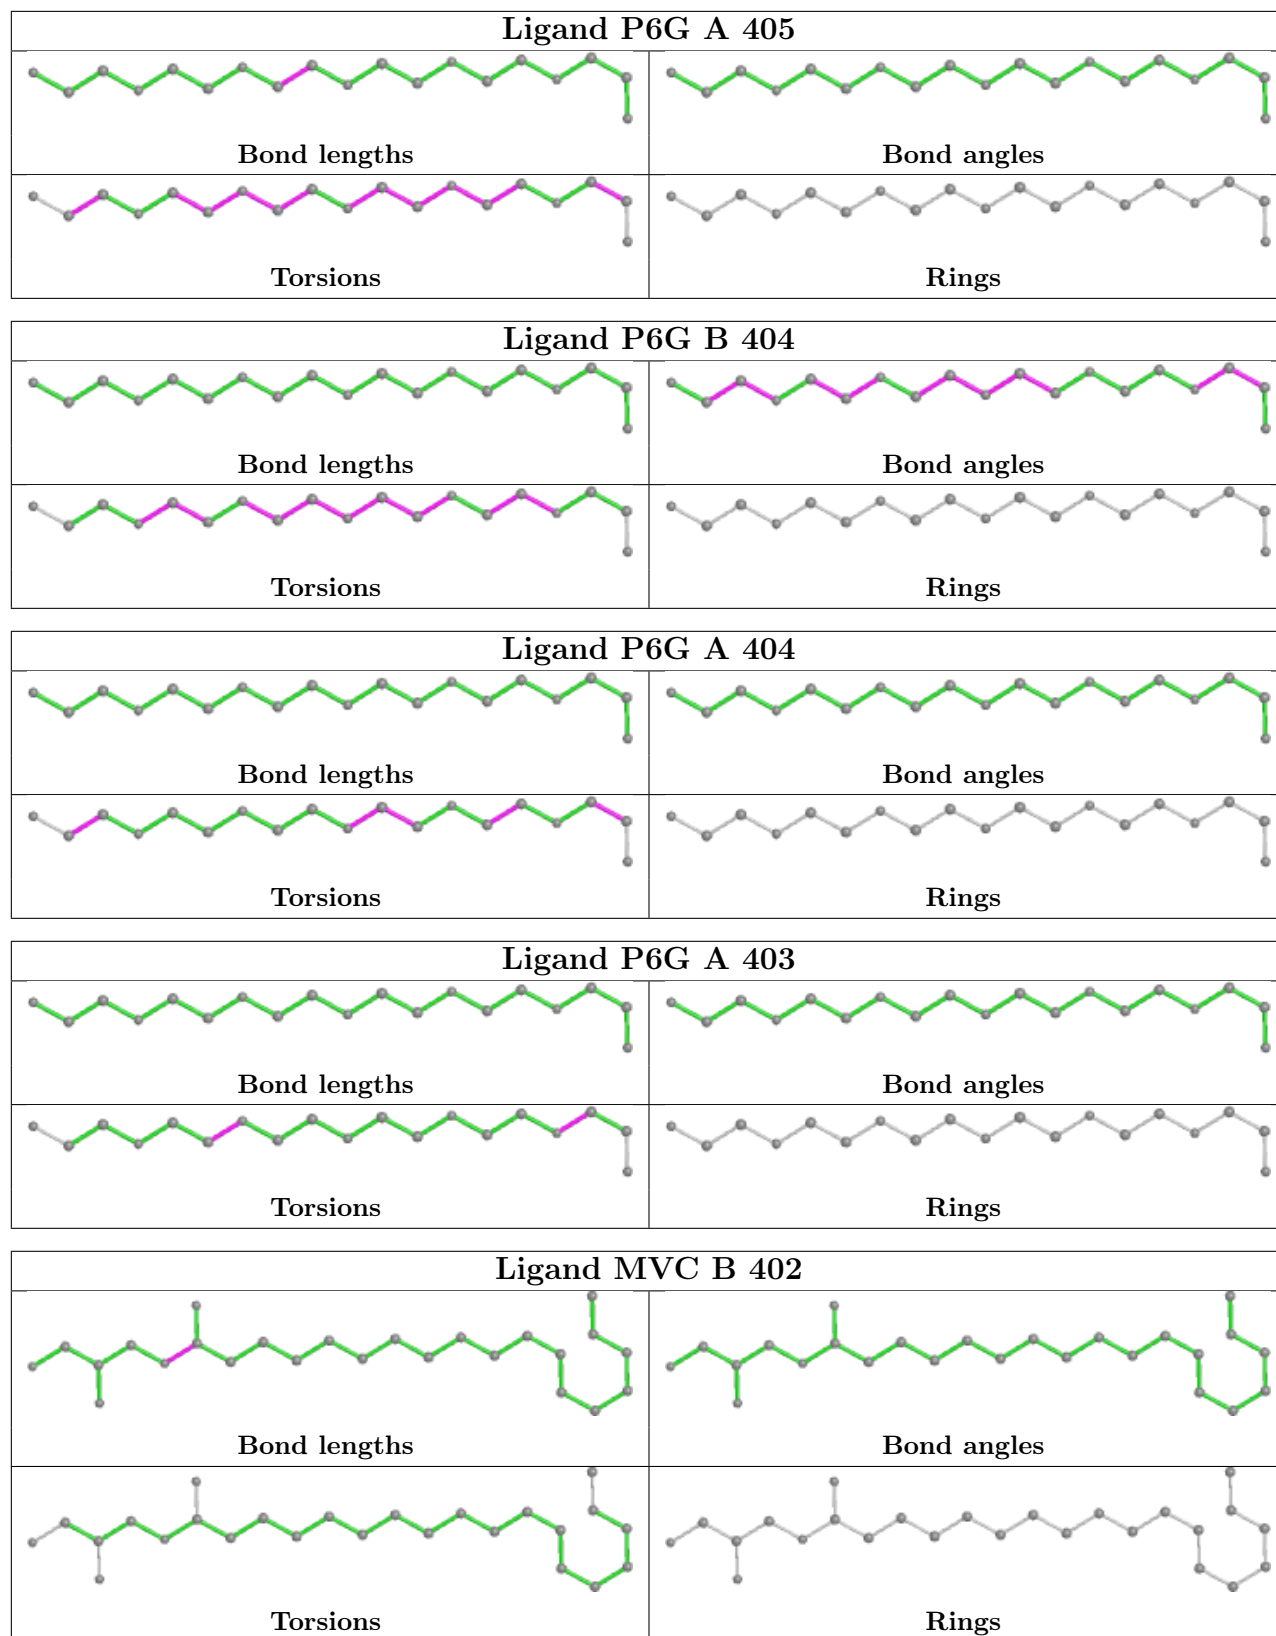 Ligand P6G A 405
Bond lengths
Bond angles
Torsions
Rings
Ligand P6G B 404
Bond lengths
Bond angles
Torsions
Rings
Ligand P6G A 404
Bond lengths
Bond angles
Torsions
Rings
Ligand P6G A 403
Bond lengths
Bond angles
Torsions
Rings
Ligand MVC B 402
Bond lengths
Bond angles
Torsions
Rings